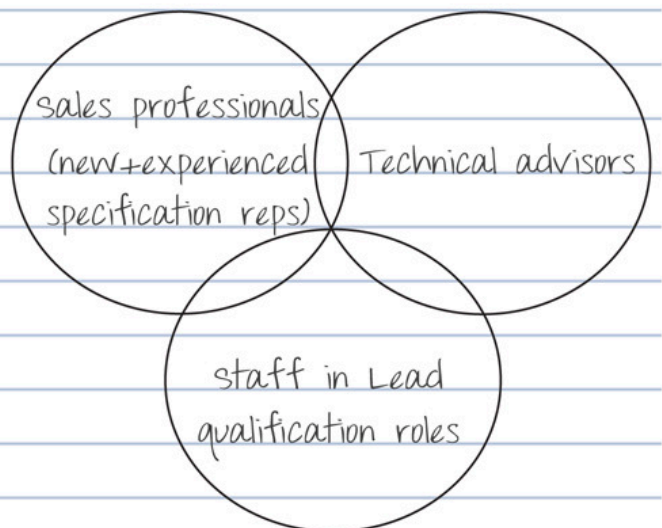 sales professionals
(new+experienced
specification reps)
Technical advisors
staff in Lead
qualification roles